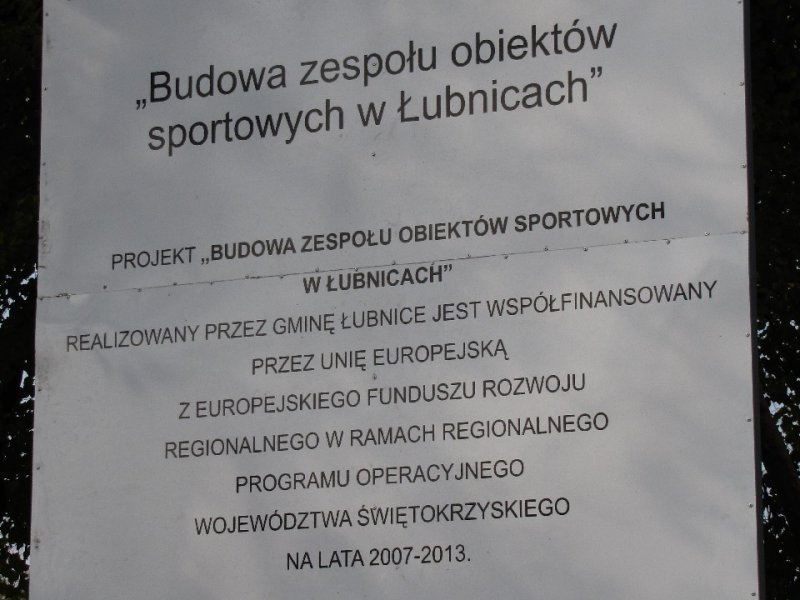 „Budowa zespołu obiektów
sportowych w Łubnicach”
PROJEKT „BUDOWA ZESPOŁU OBIEKTÓW SPORTOWYCH
W ŁUBNICACH”
REALIZOWANY PRZEZ GMINĘ ŁUBNICE JEST WSPÓŁFINANSOWANY
PRZEZ UNIĘ EUROPEJSKĄ
Z EUROPEJSKIEGO FUNDUSZU ROZWOJU
REGIONALNEGO W RAMACH REGIONALNEGO
PROGRAMU OPERACYJNEGO
WOJEWÓDZTWA ŚWIĘTOKRZYSKIEGO
NA LATA 2007-2013.